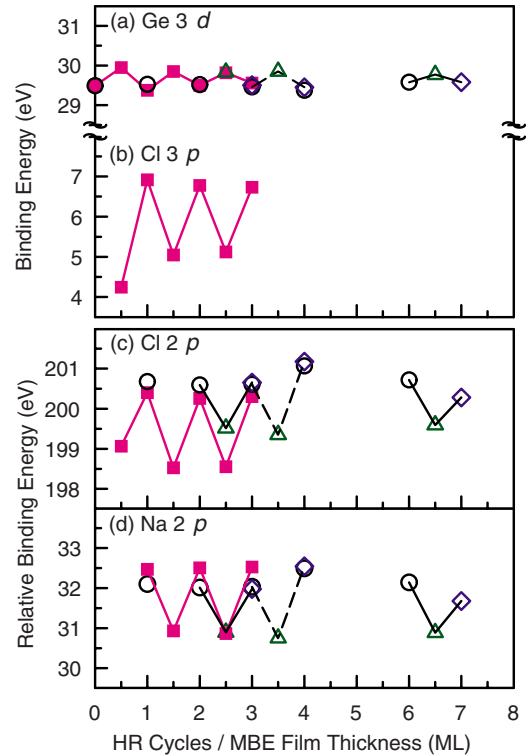 (a) Ge 3 d
31
30
29
(b) Cl 3 p
7
6
5
4
Binding Energy (eV)
(c) Cl 2 p
201
200
199
198
(d) Na 2 p
33
32
31
30
Relative Binding Energy (eV)
0 1 2 3 4 5 6 7 8
HR Cycles / MBE Film Thickness (ML)